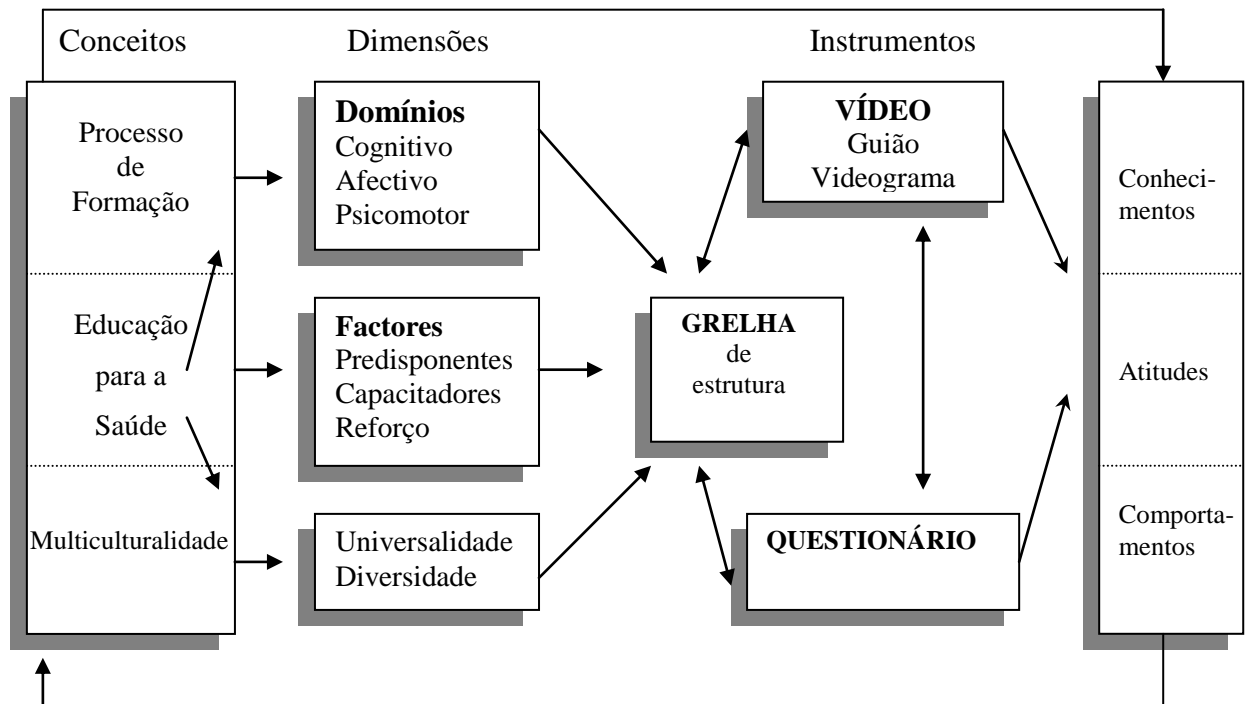 Conceitos
Dimensões
Instrumentos
Processo
de
Formação
Educação
para a
Saúde
Multiculturalidade
Domínios
Cognitivo
Afectivo
Psicomotor
Factores
Predisponentes
Capacitadores
Reforço
Universalidade
Diversidade
GRELHA
de
estrutura
VÍDEO
Guião
Videograma
QUESTIONÁRIO
Conheci-
mentos
Atitudes
Comporta-
mentos